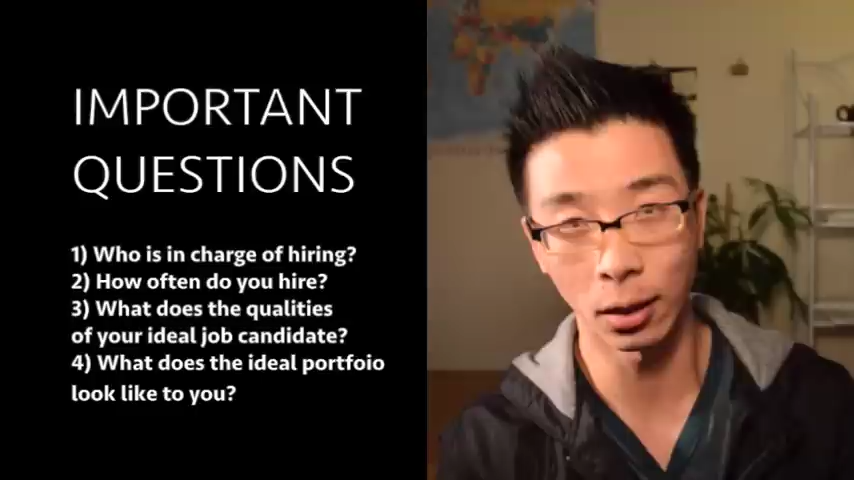 IMPORTANT
QUESTIONS
1) Who is in charge of hiring?
2) How often do you hire?
3) What does the qualities
of your ideal job candidate?
4) What does the ideal portfoio
look like to you?